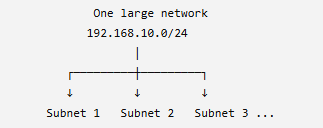 One large network
192.168.10.0/24
Subnet 1 Subnet 2 Subnet 3 ...